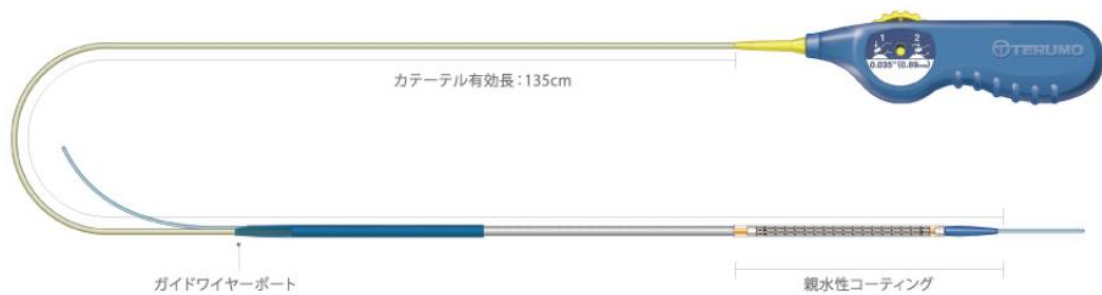 1 2
TERUMO
0.035" (0.89mm)
カテーテル有効長：135cm
ガイドワイヤーポート
親水性コーティング